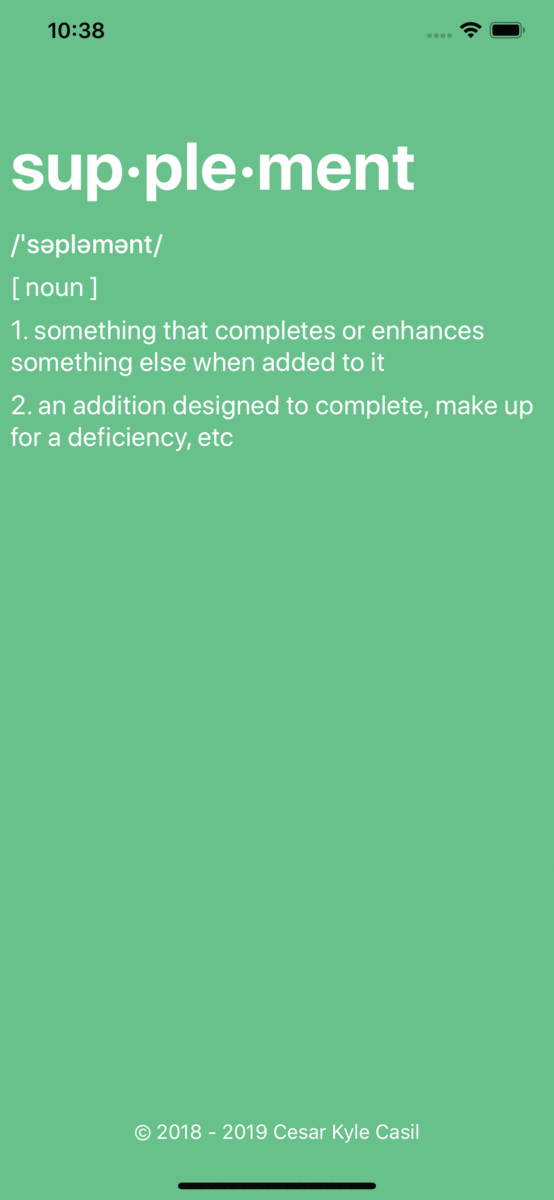 10:38
sup·ple·ment
/'səpləmənt/
[ noun ]
1. something that completes or enhances
something else when added to it
2. an addition designed to complete, make up
for a deficiency, etc
© 2018 - 2019 Cesar Kyle Casil